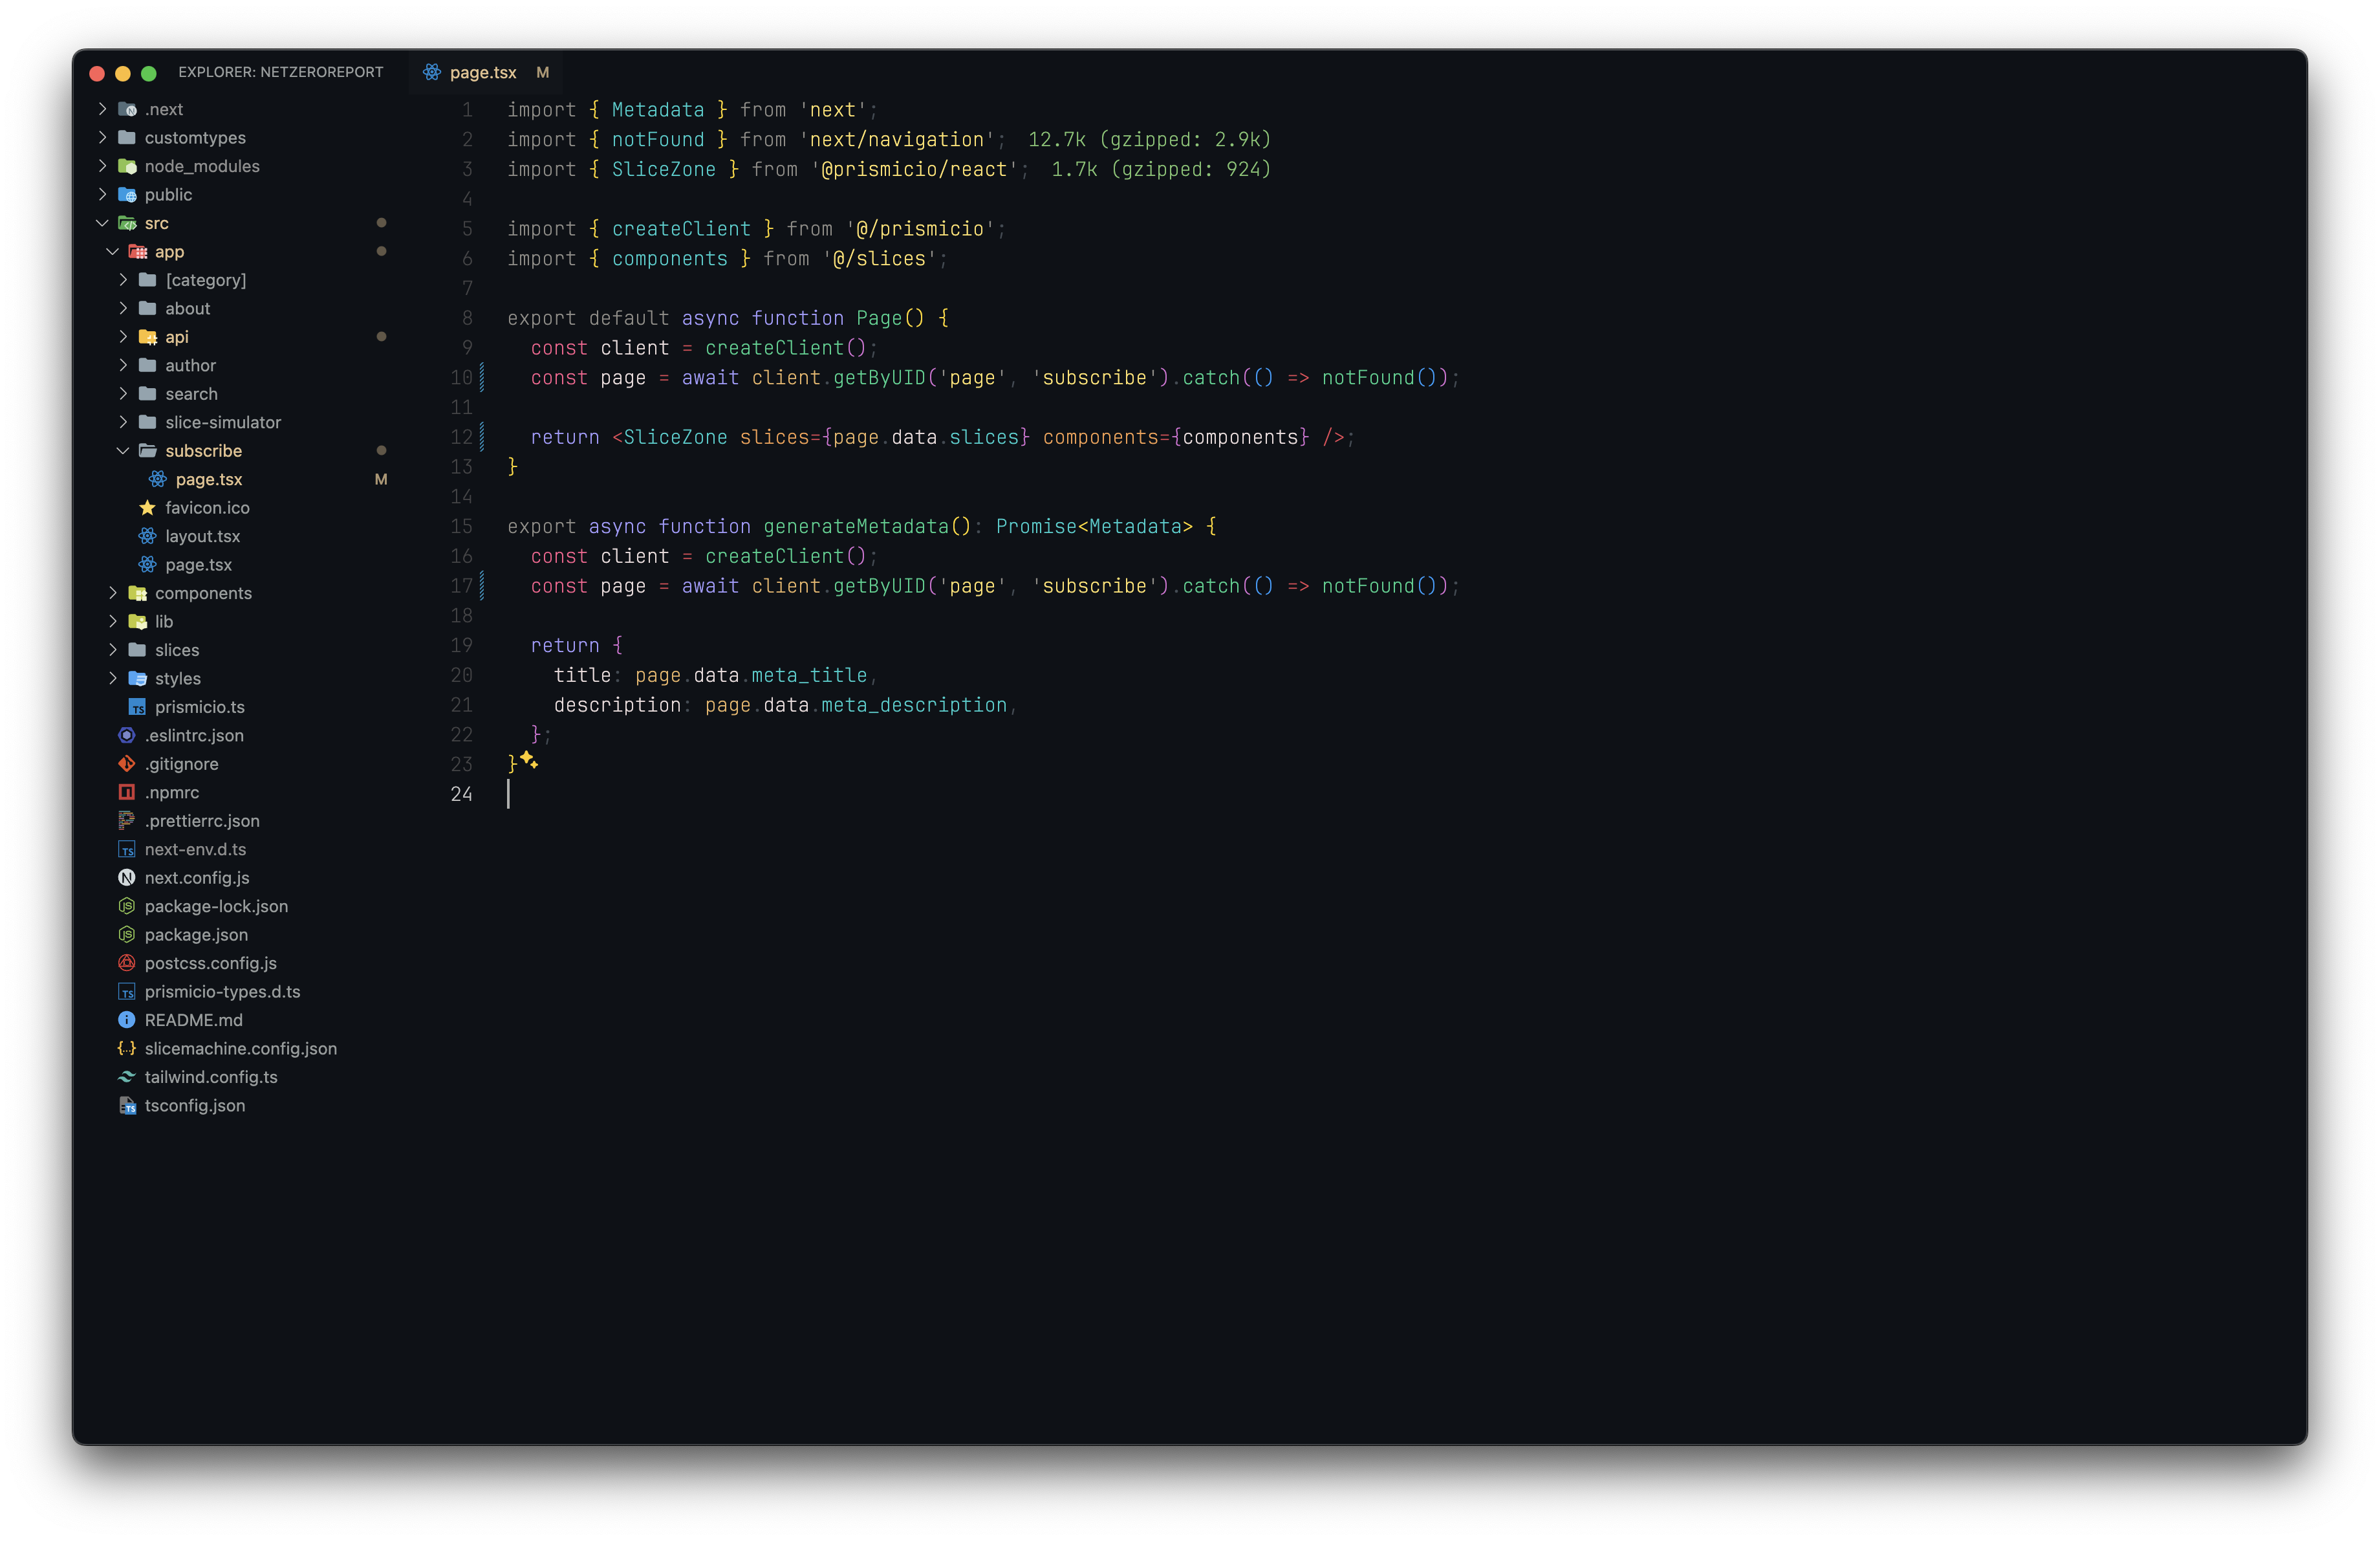 EXPLORER: NETZEROREPORT
.next
customtypes
node_modules
public
src
app
[category]
about
api
author
search
slice-simulator
subscribe
page.tsx M
favicon.ico
layout.tsx
page.tsx
components
lib
slices
styles
prismicio.ts
.eslintrc.json
.gitignore
.npmrc
.prettierrc.json
next-env.d.ts
next.config.js
package-lock.json
package.json
postcss.config.js
prismicio-types.d.ts
README.md
slicemachine.config.json
tailwind.config.ts
tsconfig.json
page.tsx M
1 import { Metadata } from 'next';
2 import { notFound } from 'next/navigation'; 12.7k (gzipped: 2.9k)
3 import { SliceZone } from '@prismicio/react'; 1.7k (gzipped: 924)
4
5 import { createClient } from '@/prismicio';
6 import { components } from '@/slices';
7
8 export default async function Page() {
9   const client = createClient();
10   const page = await client.getByUID('page', 'subscribe').catch(() => notFound());
11
12   return <SliceZone slices={page.data.slices} components={components} />;
13 }
14
15 export async function generateMetadata(): Promise<Metadata> {
16   const client = createClient();
17   const page = await client.getByUID('page', 'subscribe').catch(() => notFound());
18
19   return {
20     title: page.data.meta_title,
21     description: page.data.meta_description,
22   };
23 }
24